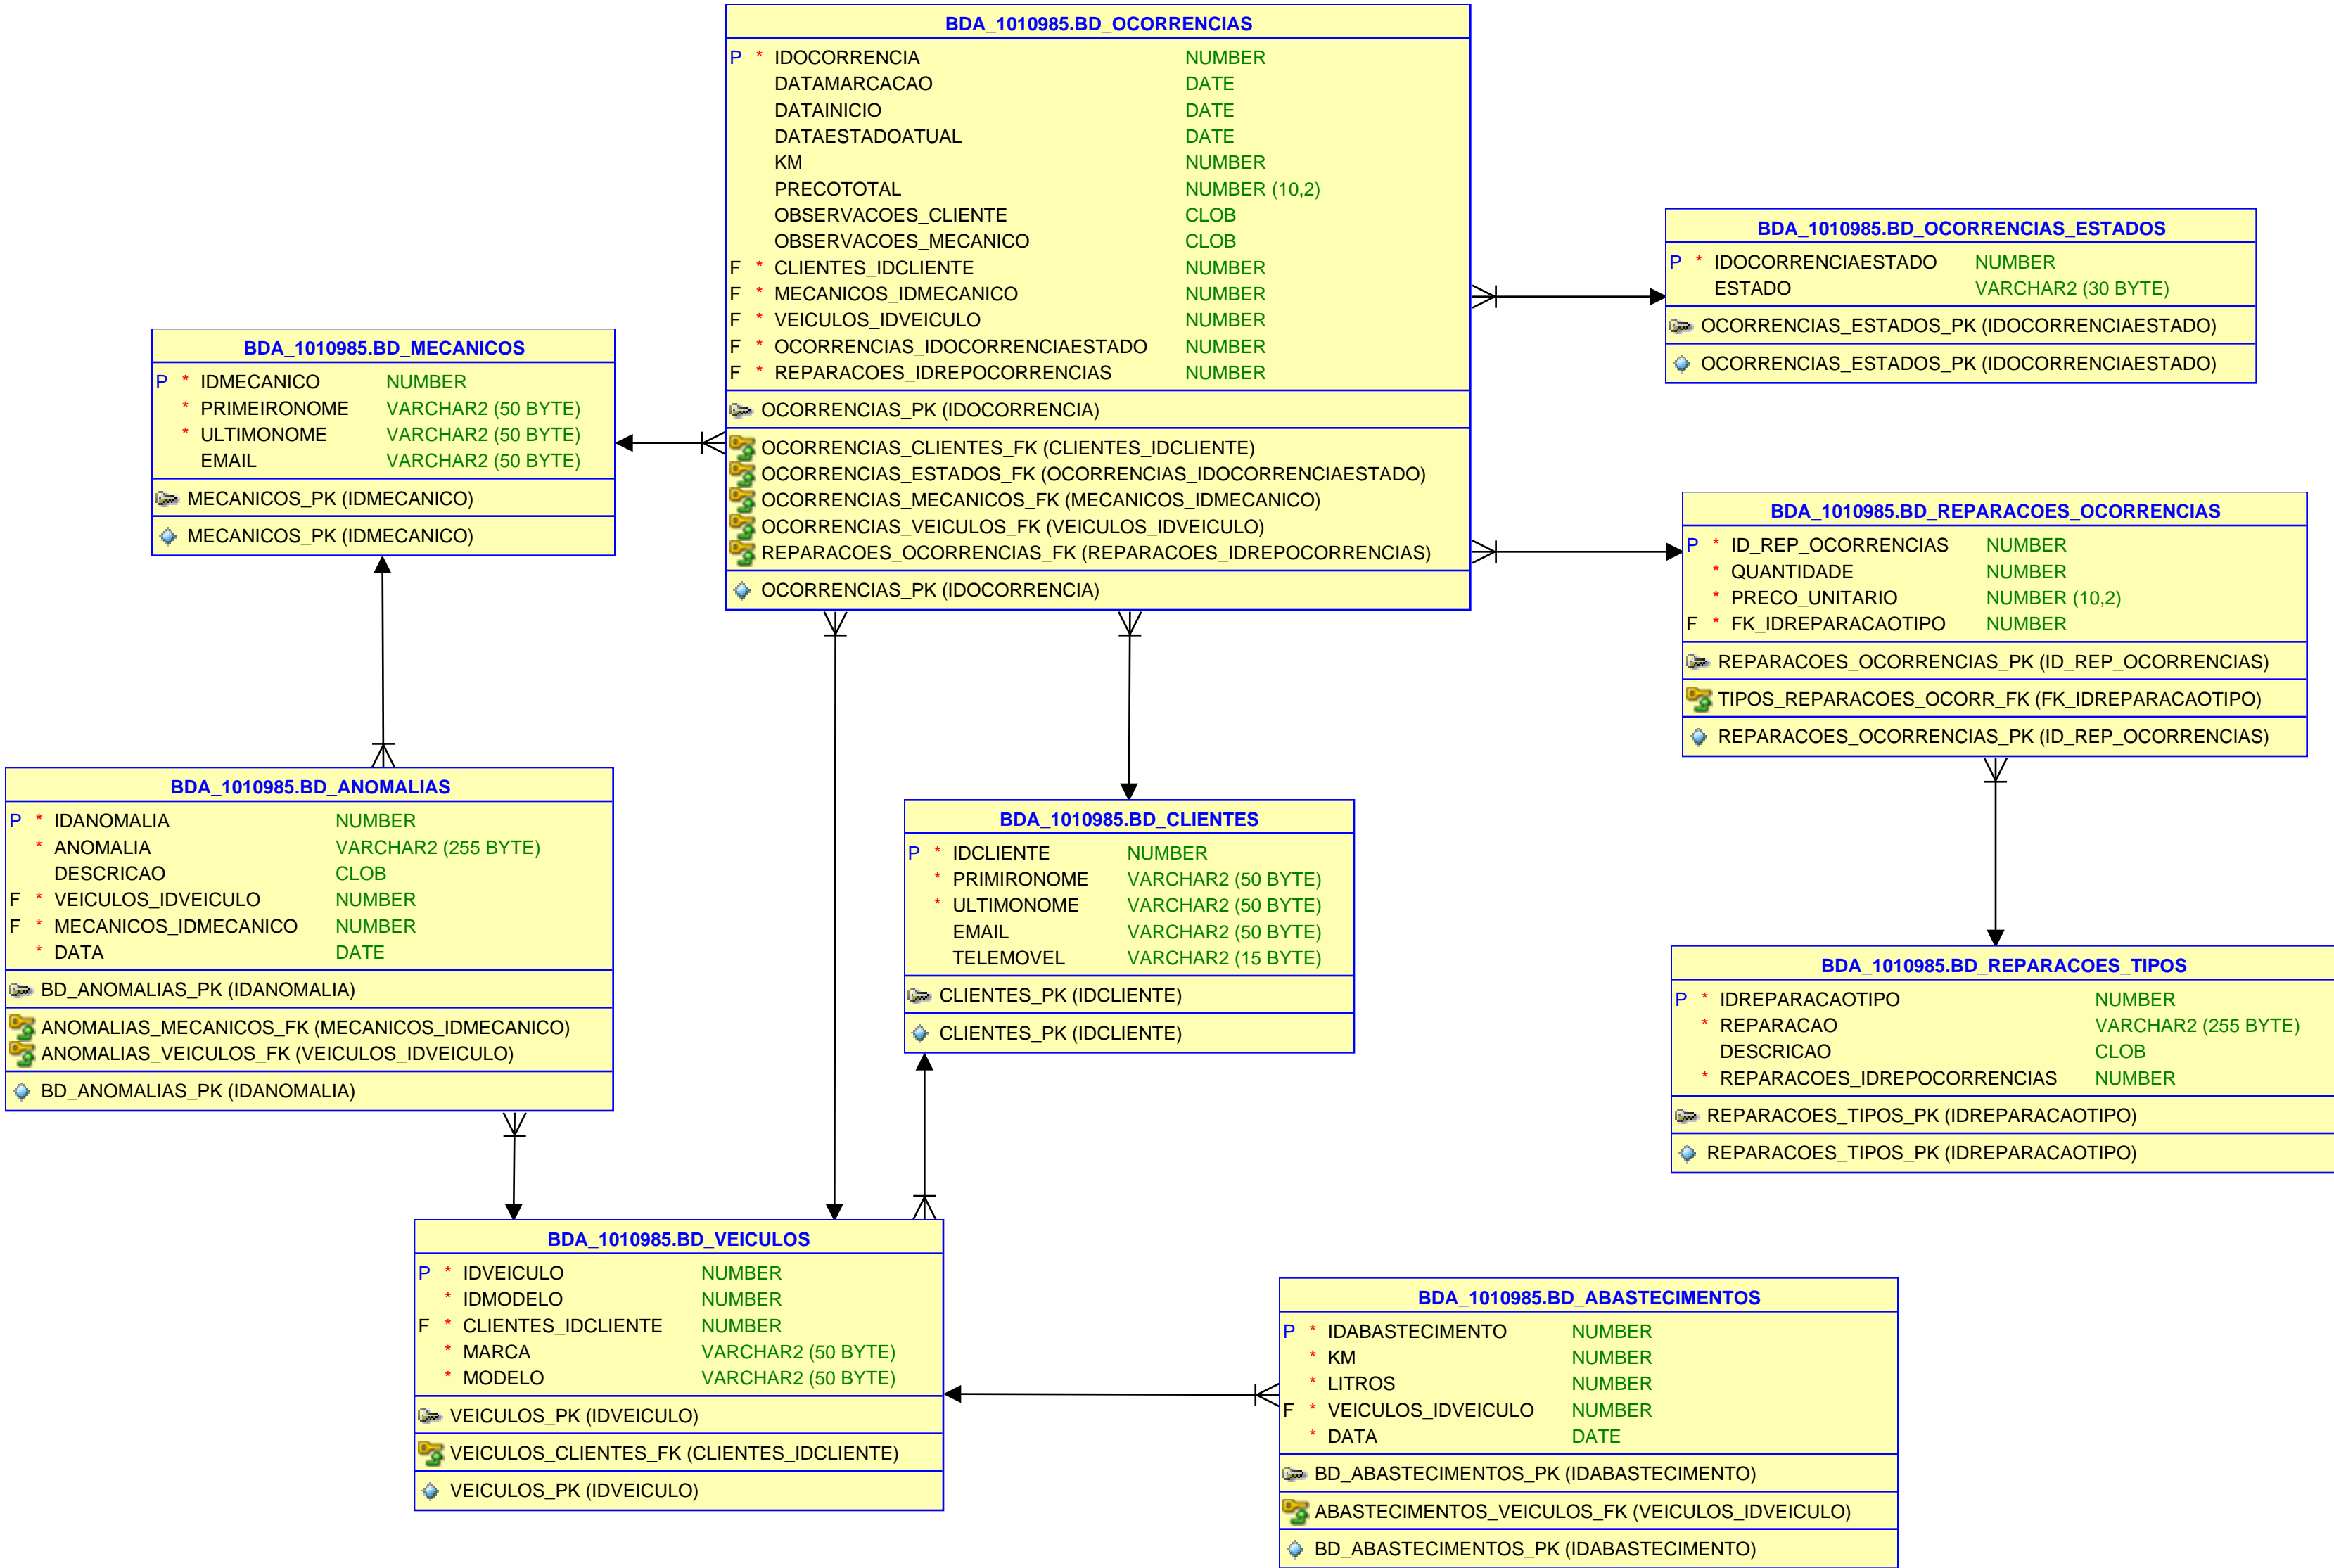 BDA_1010985.BD_OCORRENCIAS
P * IDOCORRENCIA NUMBER
DATAMARCACAO DATE
DATAINICIO DATE
DATAESTADOATUAL DATE
KM NUMBER
PRECOTOTAL NUMBER (10,2)
OBSERVACOES_CLIENTE CLOB
OBSERVACOES_MECANICO CLOB
F * CLIENTES_IDCLIENTE NUMBER
F * MECANICOS_IDMECANICO NUMBER
F * VEICULOS_IDVEICULO NUMBER
F * OCORRENCIAS_IDOCORRENCIAESTADO NUMBER
F * REPARACOES_IDREPOCORRENCIAS NUMBER
OCORRENCIAS_PK (IDOCORRENCIA)
OCORRENCIAS_CLIENTES_FK (CLIENTES_IDCLIENTE)
OCORRENCIAS_ESTADOS_FK (OCORRENCIAS_IDOCORRENCIAESTADO)
OCORRENCIAS_MECANICOS_FK (MECANICOS_IDMECANICO)
OCORRENCIAS_VEICULOS_FK (VEICULOS_IDVEICULO)
REPARACOES_OCORRENCIAS_FK (REPARACOES_IDREPOCORRENCIAS)
OCORRENCIAS_PK (IDOCORRENCIA)
BDA_1010985.BD_OCORRENCIAS_ESTADOS
P * IDOCORRENCIAESTADO NUMBER
ESTADO VARCHAR2 (30 BYTE)
OCORRENCIAS_ESTADOS_PK (IDOCORRENCIAESTADO)
OCORRENCIAS_ESTADOS_PK (IDOCORRENCIAESTADO)
BDA_1010985.BD_MECANICOS
P * IDMECANICO NUMBER
* PRIMEIRONOME VARCHAR2 (50 BYTE)
* ULTIMONOME VARCHAR2 (50 BYTE)
EMAIL VARCHAR2 (50 BYTE)
MECANICOS_PK (IDMECANICO)
MECANICOS_PK (IDMECANICO)
BDA_1010985.BD_REPARACOES_OCORRENCIAS
P * ID_REP_OCORRENCIAS NUMBER
* QUANTIDADE NUMBER
* PRECO_UNITARIO NUMBER (10,2)
F * FK_IDREPARACAOTIPO NUMBER
REPARACOES_OCORRENCIAS_PK (ID_REP_OCORRENCIAS)
TIPOS_REPARACOES_OCORR_FK (FK_IDREPARACAOTIPO)
REPARACOES_OCORRENCIAS_PK (ID_REP_OCORRENCIAS)
BDA_1010985.BD_ANOMALIAS
P * IDANOMALIA NUMBER
* ANOMALIA VARCHAR2 (255 BYTE)
DESCRICAO CLOB
F * VEICULOS_IDVEICULO NUMBER
F * MECANICOS_IDMECANICO NUMBER
* DATA DATE
BD_ANOMALIAS_PK (IDANOMALIA)
ANOMALIAS_MECANICOS_FK (MECANICOS_IDMECANICO)
ANOMALIAS_VEICULOS_FK (VEICULOS_IDVEICULO)
BD_ANOMALIAS_PK (IDANOMALIA)
BDA_1010985.BD_CLIENTES
P * IDCLIENTE NUMBER
* PRIMIRONOME VARCHAR2 (50 BYTE)
* ULTIMONOME VARCHAR2 (50 BYTE)
EMAIL VARCHAR2 (50 BYTE)
TELEMOVEL VARCHAR2 (15 BYTE)
CLIENTES_PK (IDCLIENTE)
CLIENTES_PK (IDCLIENTE)
BDA_1010985.BD_REPARACOES_TIPOS
P * IDREPARACAOTIPO NUMBER
* REPARACAO VARCHAR2 (255 BYTE)
DESCRICAO CLOB
* REPARACOES_IDREPOCORRENCIAS NUMBER
REPARACOES_TIPOS_PK (IDREPARACAOTIPO)
REPARACOES_TIPOS_PK (IDREPARACAOTIPO)
BDA_1010985.BD_VEICULOS
P * IDVEICULO NUMBER
* IDMODELO NUMBER
F * CLIENTES_IDCLIENTE NUMBER
* MARCA VARCHAR2 (50 BYTE)
* MODELO VARCHAR2 (50 BYTE)
VEICULOS_PK (IDVEICULO)
VEICULOS_CLIENTES_FK (CLIENTES_IDCLIENTE)
VEICULOS_PK (IDVEICULO)
BDA_1010985.BD_ABASTECIMENTOS
P * IDABASTECIMENTO NUMBER
* KM NUMBER
* LITROS NUMBER
F * VEICULOS_IDVEICULO NUMBER
* DATA DATE
BD_ABASTECIMENTOS_PK (IDABASTECIMENTO)
ABASTECIMENTOS_VEICULOS_FK (VEICULOS_IDVEICULO)
BD_ABASTECIMENTOS_PK (IDABASTECIMENTO)